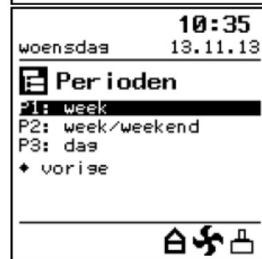 10:35
woensdag 13.11.13
Perioden
P1: week
P2: week/weekend
P3: dag
♦ vorige